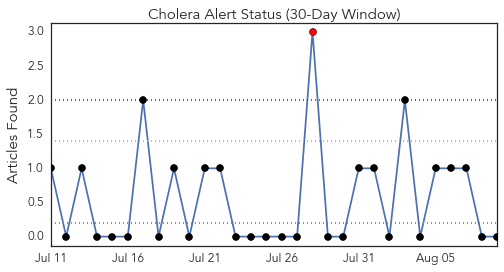 Cholera Alert Status (30-Day Window)
Articles Found
3.0
2.5
2.0
1.5
1.0
0.5
0.0
Jul 11 Jul 16 Jul 21 Jul 26 Jul 31 Aug 05